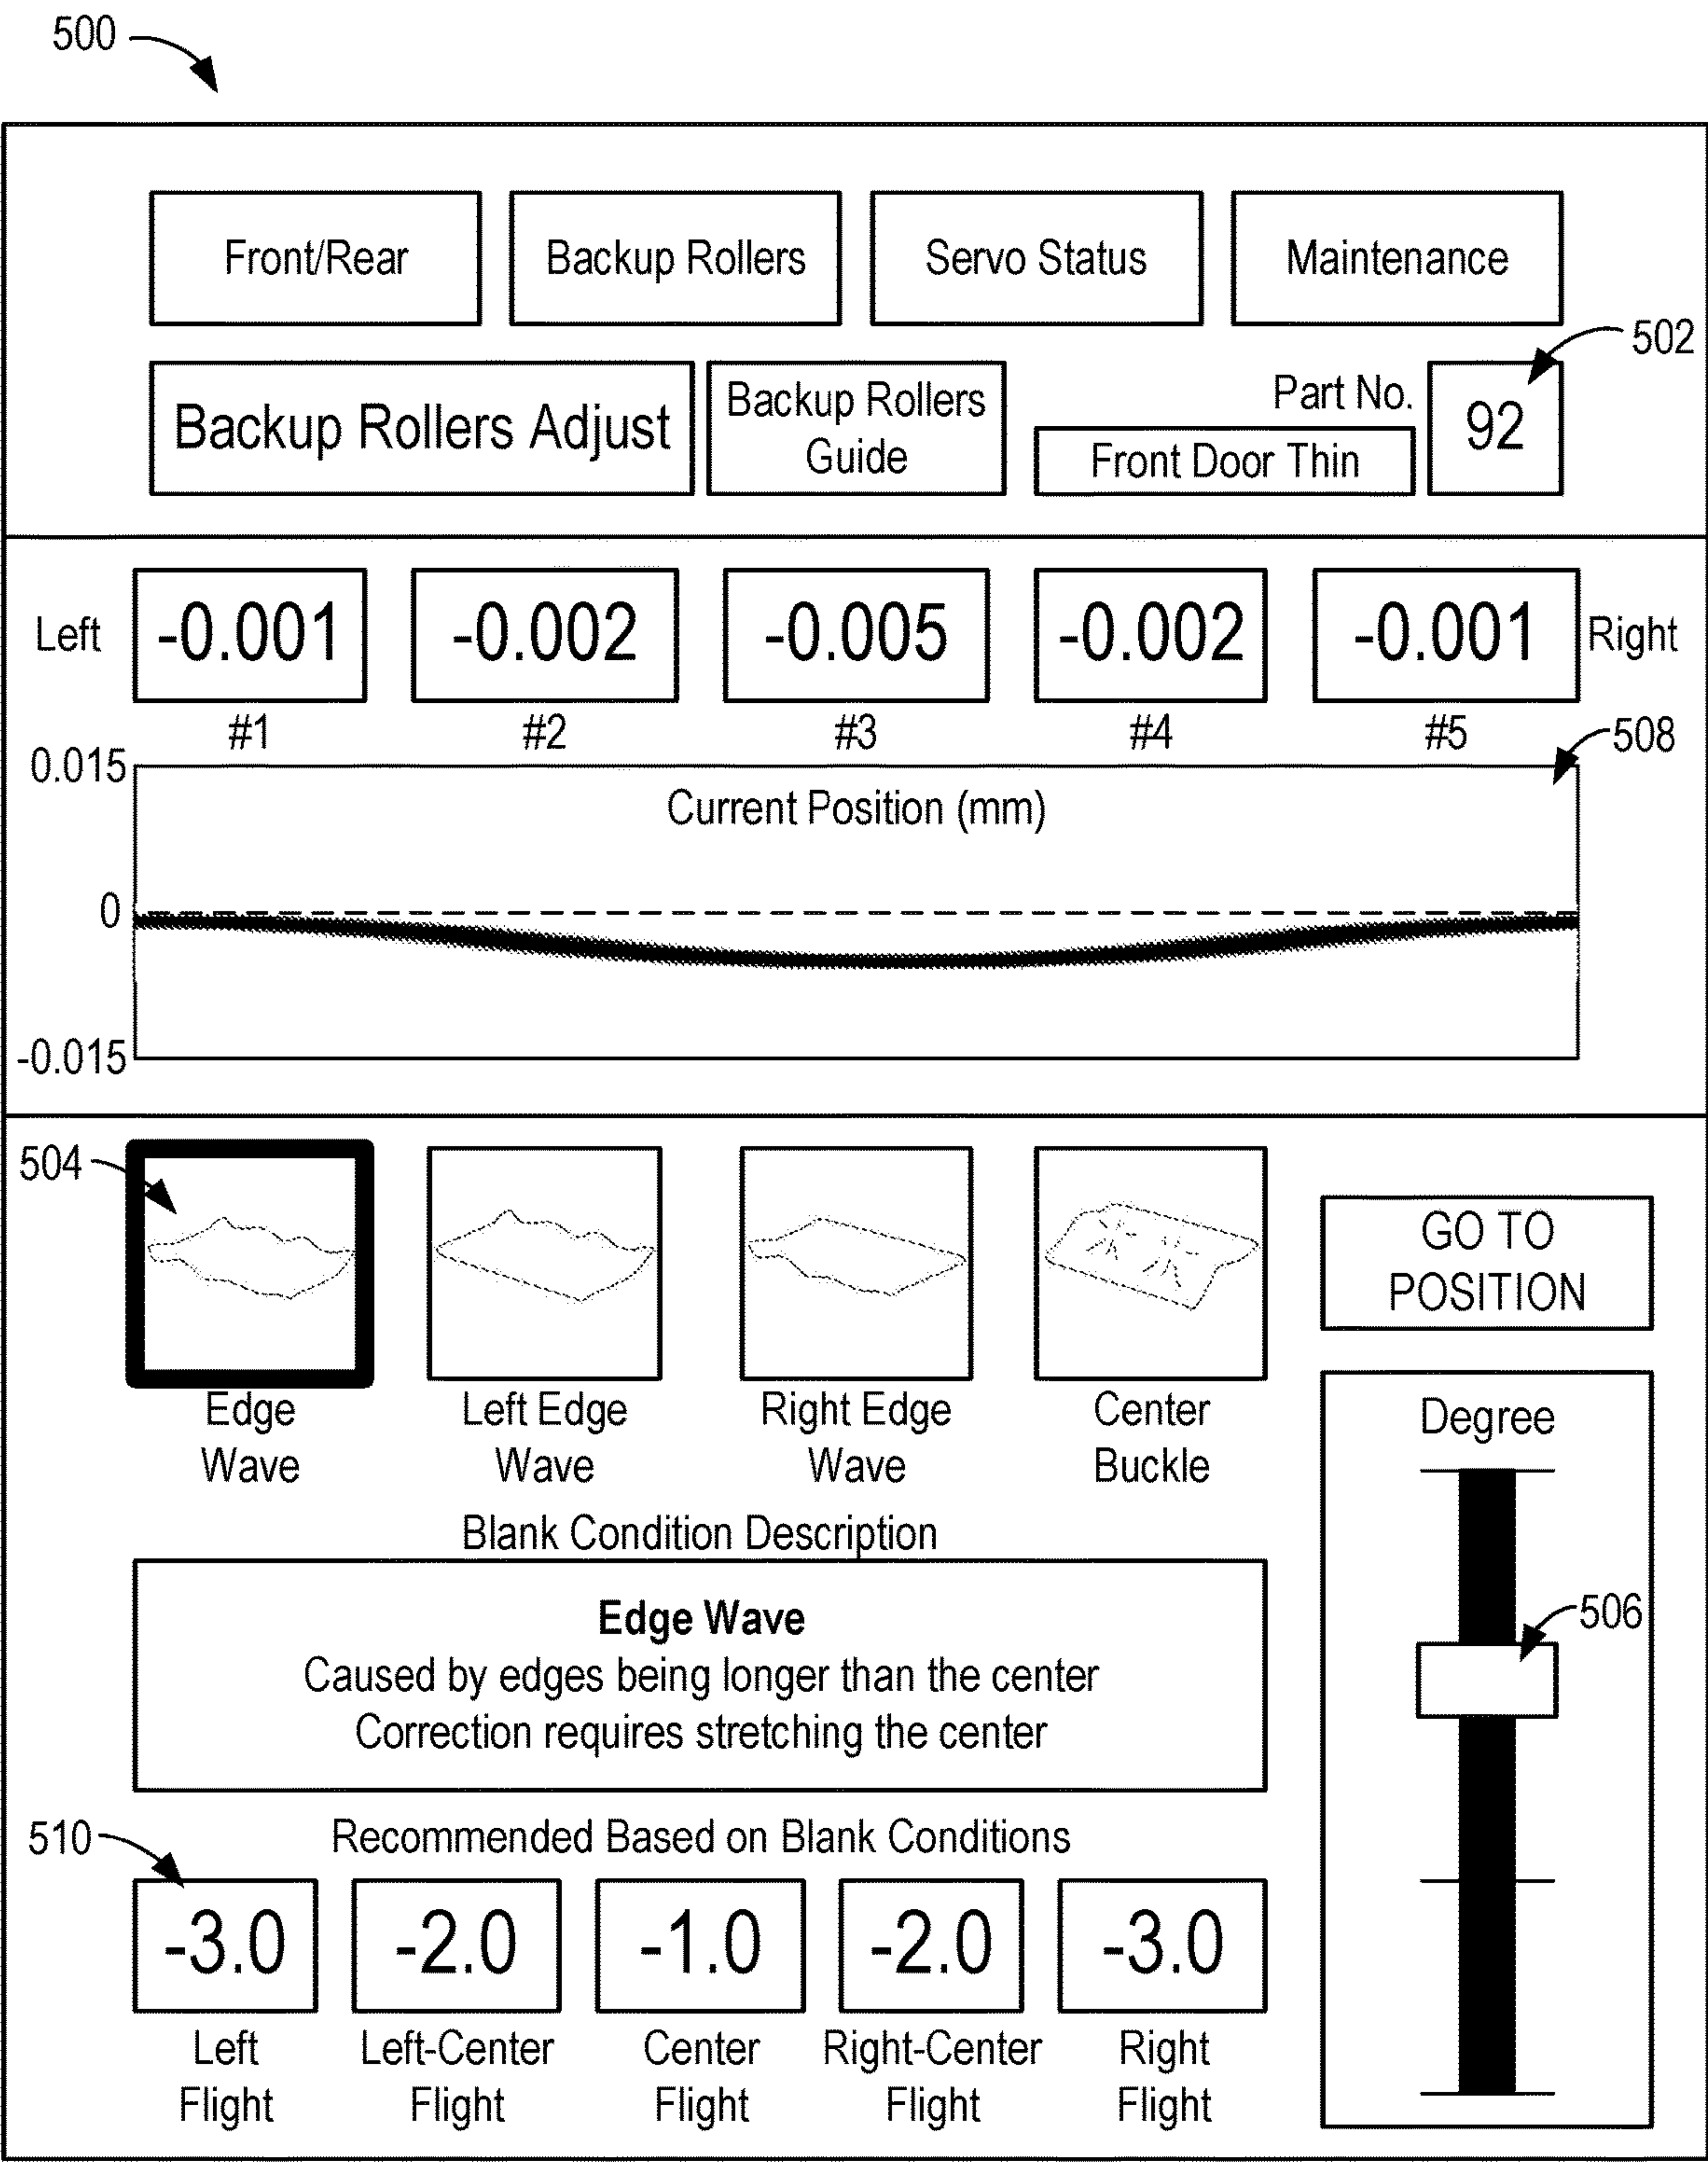 500
Front/Rear
Backup Rollers
Servo Status
Maintenance
502
Backup Rollers Adjust
Backup Rollers
Guide
Part No.
Front Door Thin
92
Left
-0.001
-0.002
-0.005
-0.002
-0.001
Right
#1
#2
#3
#4
#5
508
0.015
Current Position (mm)
0
-0.015
504
Edge
Wave
Left Edge
Wave
Right Edge
Wave
Center
Buckle
GO TO
POSITION
Degree
506
Blank Condition Description
Edge Wave
Caused by edges being longer than the center
Correction requires stretching the center
510
Recommended Based on Blank Conditions
-3.0
-2.0
-1.0
-2.0
-3.0
Left
Flight
Left-Center
Flight
Center
Flight
Right-Center
Flight
Right
Flight